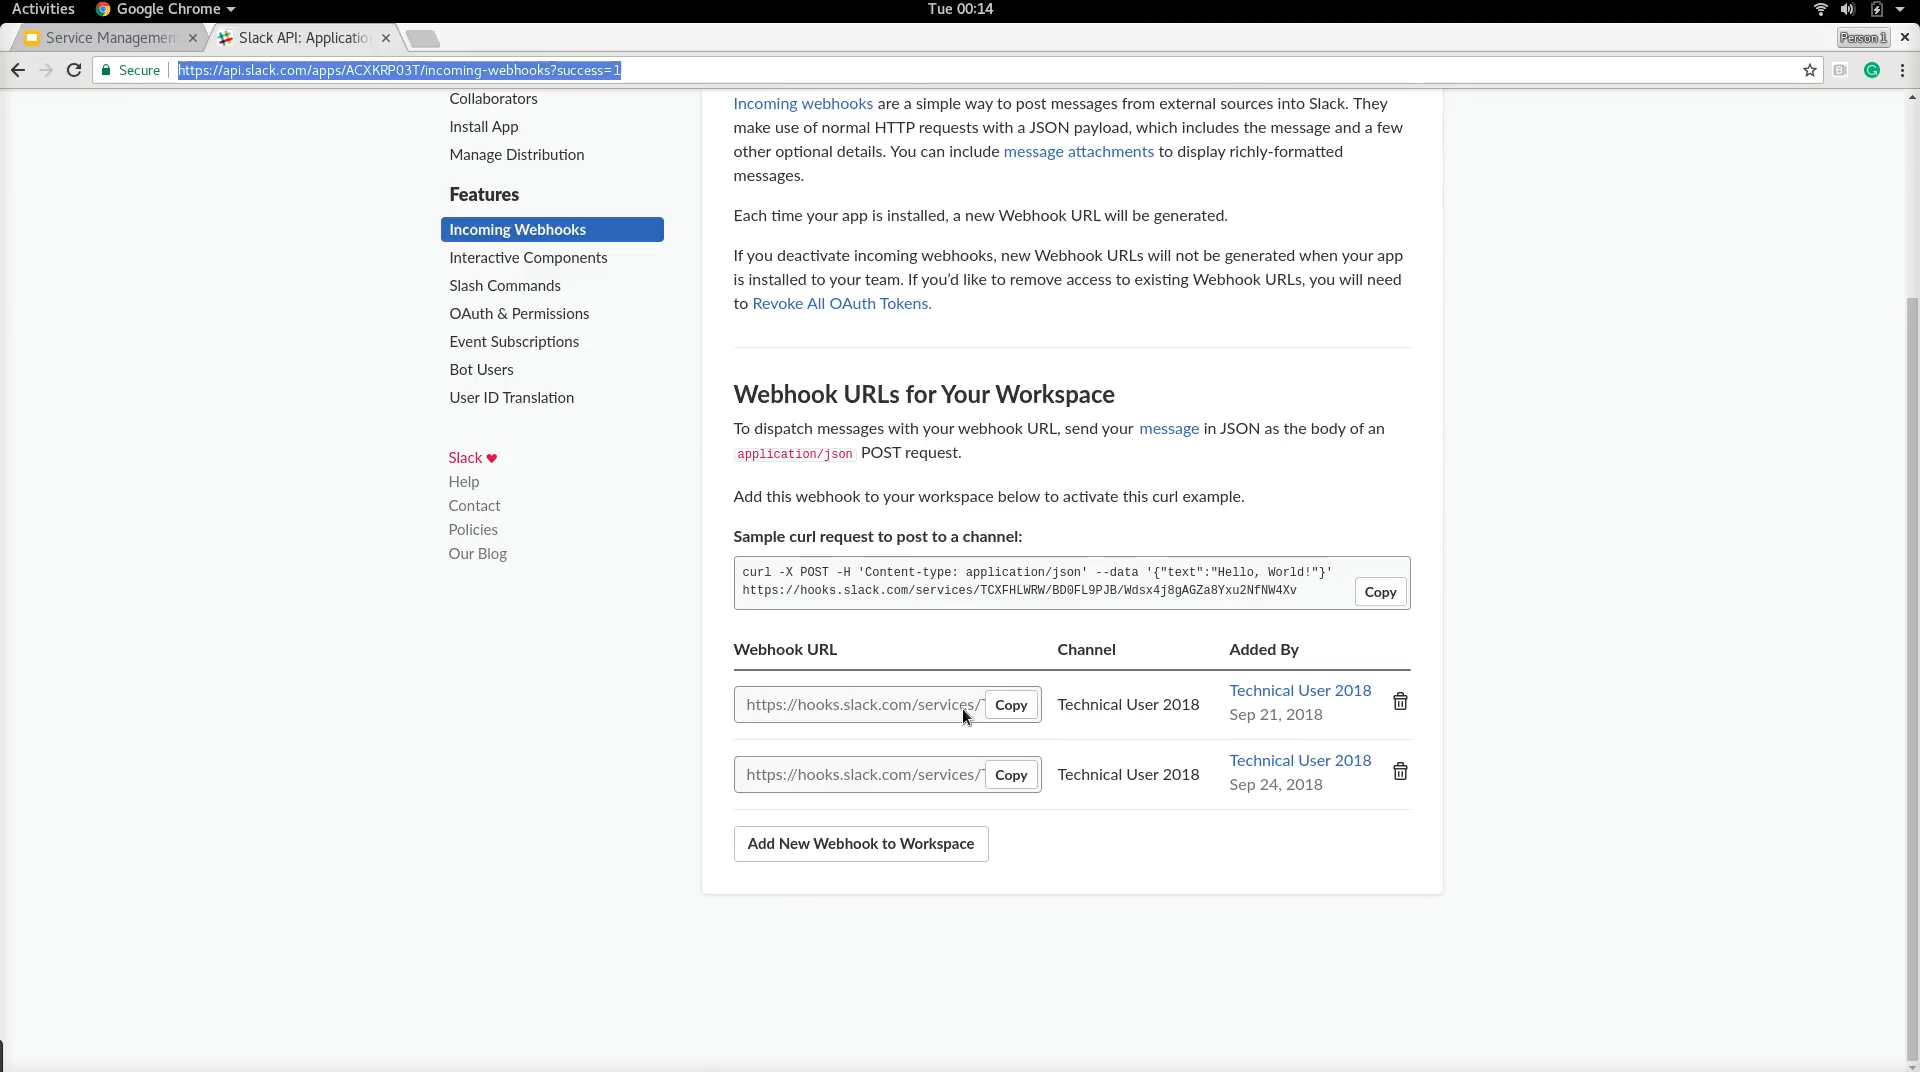 Activities
Google Chrome
Tue 00:14
Service Managemen
Slack API: Applicatio
Person 1
Secure
https://api.slack.com/apps/ACXKRP03T/incoming-webhooks?success=1
Collaborators
Install App
Manage Distribution
Features
Incoming Webhooks
Interactive Components
Slash Commands
OAuth & Permissions
Event Subscriptions
Bot Users
User ID Translation
Slack
Help
Contact
Policies
Our Blog
Incoming webhooks are a simple way to post messages from external sources into Slack. They
make use of normal HTTP requests with a JSON payload, which includes the message and a few
other optional details. You can include message attachments to display richly-formatted
messages.
Each time your app is installed, a new Webhook URL will be generated.
If you deactivate incoming webhooks, new Webhook URLs will not be generated when your app
is installed to your team. If you’d like to remove access to existing Webhook URLs, you will need
to Revoke All OAuth Tokens.
Webhook URLs for Your Workspace
To dispatch messages with your webhook URL, send your message in JSON as the body of an
application/json POST request.
Add this webhook to your workspace below to activate this curl example.
Sample curl request to post to a channel:
curl -X POST -H 'Content-type: application/json' --data '{"text":"Hello, World!"}'
https://hooks.slack.com/services/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
Copy
Webhook URL Channel Added By
https://hooks.slack.com/services/T Copy Technical User 2018 Technical User 2018
Sep 21, 2018
https://hooks.slack.com/services/T Copy Technical User 2018 Technical User 2018
Sep 24, 2018
Add New Webhook to Workspace